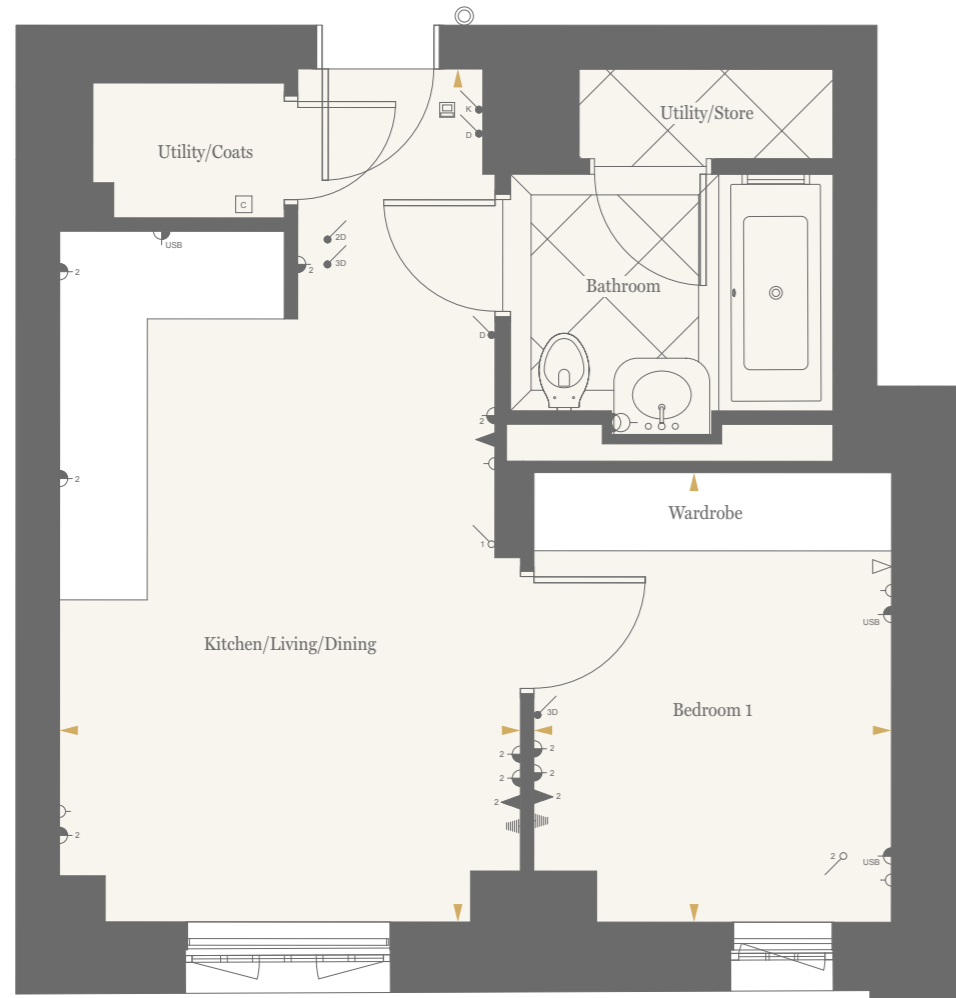 K
D
Utility/Store
Utility/Coats
C
2D
USB
3D
2
2
Bathroom
D
2
2
Wardrobe
1
USB
Kitchen/Living/Dining
Bedroom 1
3D
2
2
2
2
2
2
2
2
USB